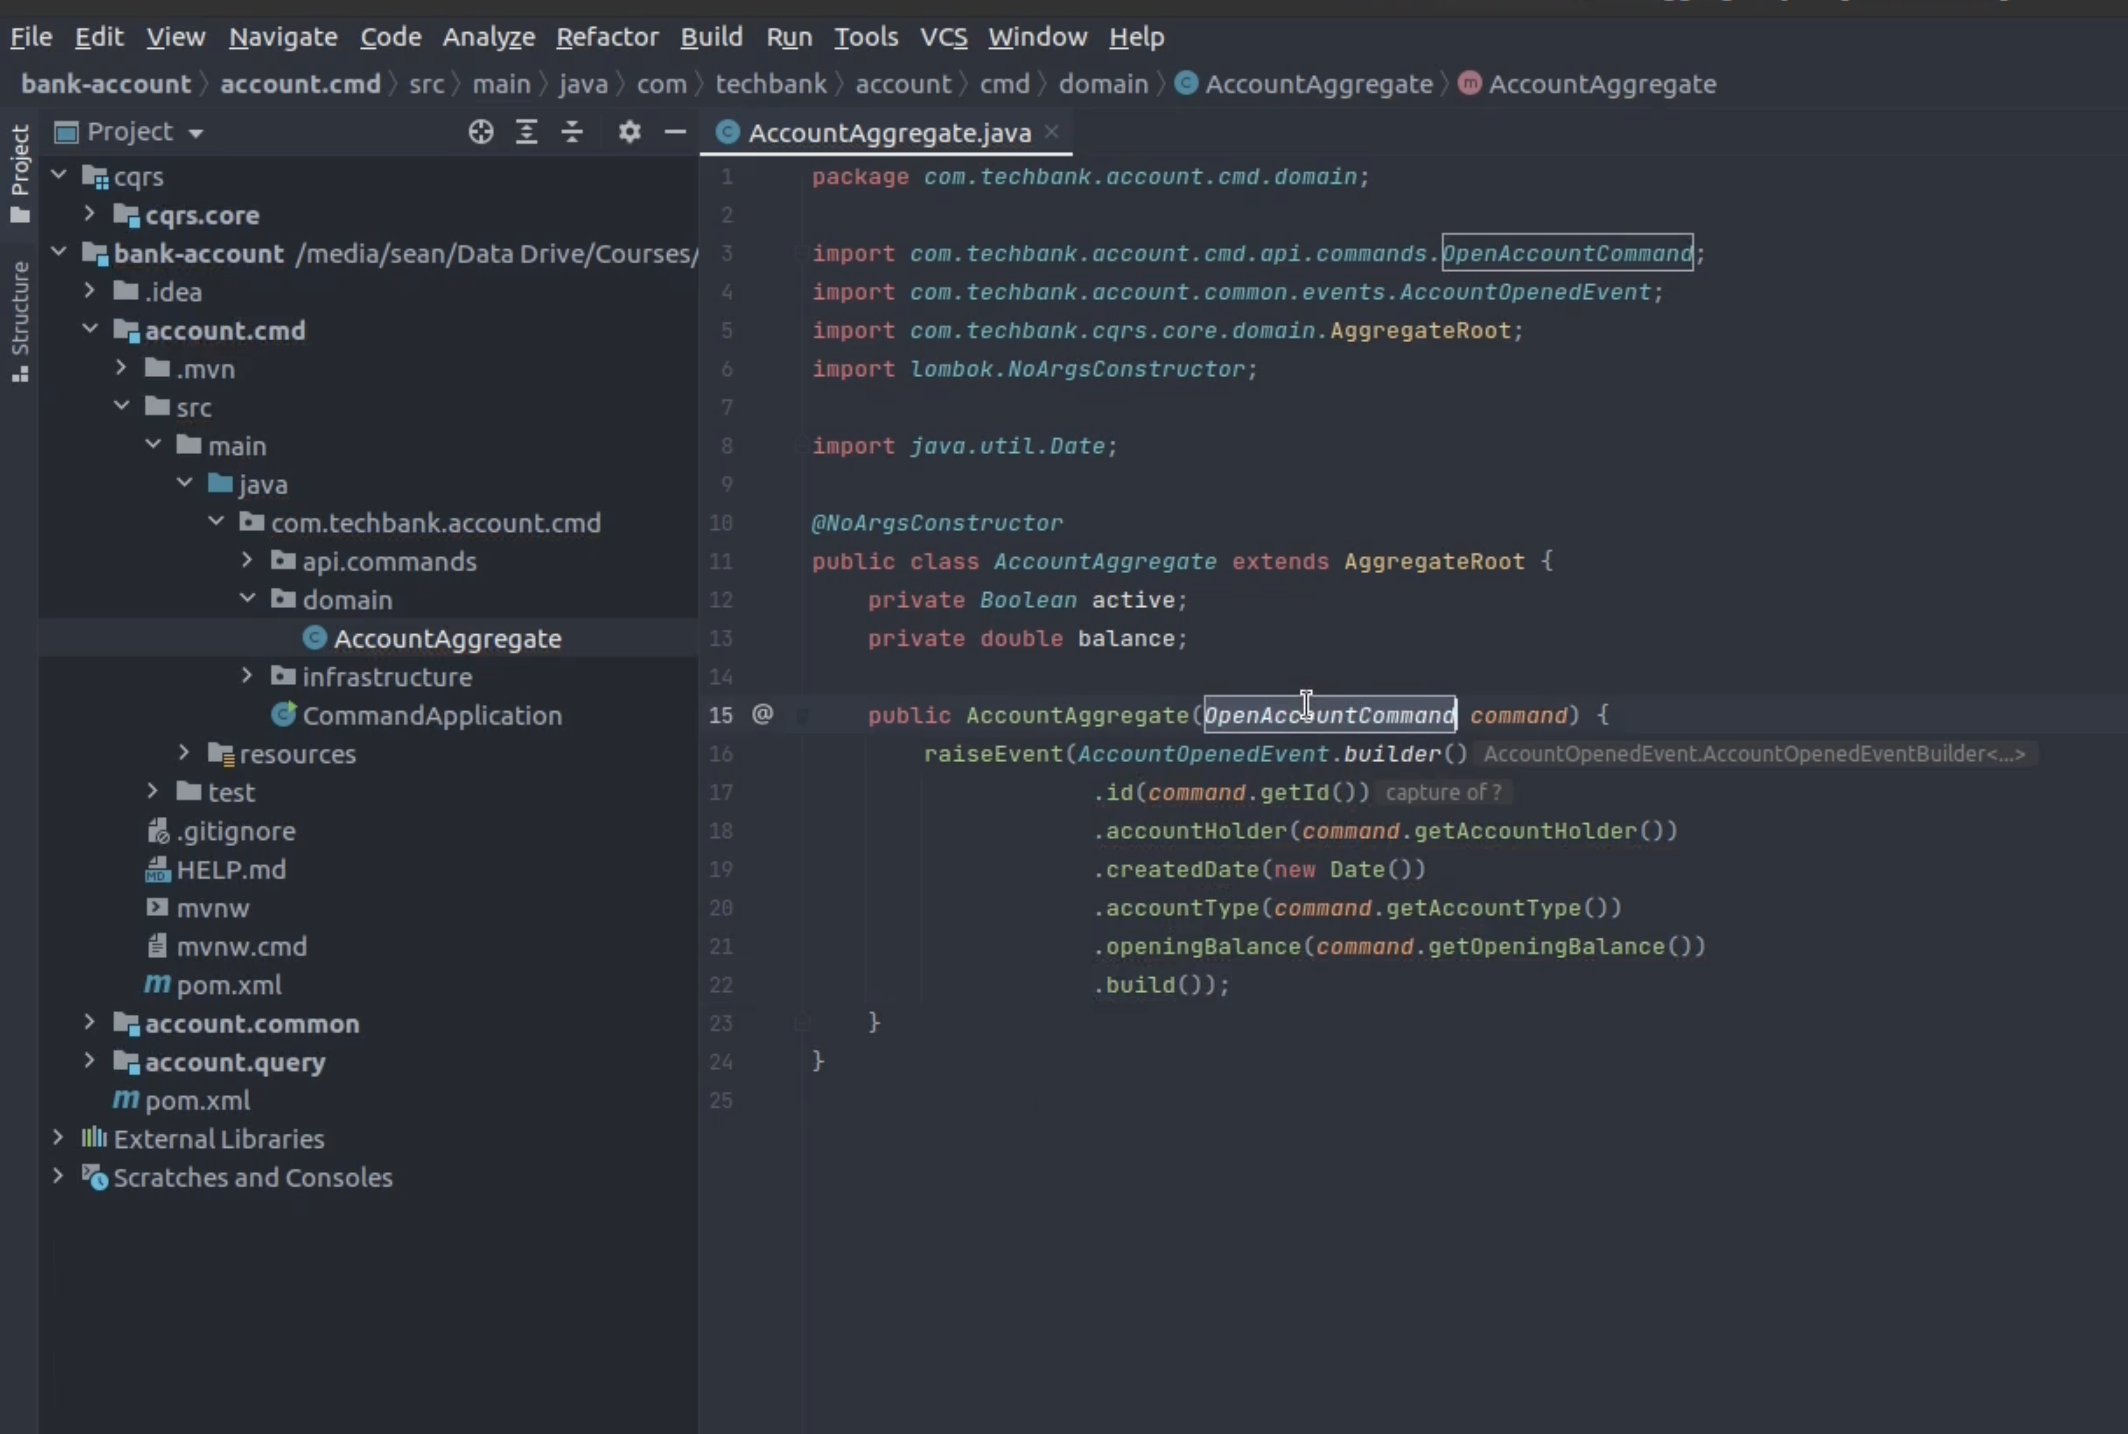 File Edit View Navigate Code Analyze Refactor Build Run Tools VCS Window Help
bank-account account.cmd src main java com techbank account cmd domain AccountAggregate AccountAggregate
Project
Structure
Project
cqrs
cqrs.core
bank-account /media/sean/Data Drive/Courses/
.idea
account.cmd
.mvn
src
main
java
com.techbank.account.cmd
api.commands
domain
AccountAggregate
infrastructure
CommandApplication
resources
test
.gitignore
HELP.md
mvnw
mvnw.cmd
pom.xml
account.common
account.query
pom.xml
External Libraries
Scratches and Consoles
AccountAggregate.java
1 package com.techbank.account.cmd.domain;
2
3 import com.techbank.account.cmd.api.commands.OpenAccountCommand;
4 import com.techbank.account.common.events.AccountOpenedEvent;
5 import com.techbank.cqrs.core.domain.AggregateRoot;
6 import lombok.NoArgsConstructor;
7
8 import java.util.Date;
9
10 @NoArgsConstructor
11 public class AccountAggregate extends AggregateRoot {
12 private Boolean active;
13 private double balance;
14
15 @ public AccountAggregate(OpenAccountCommand command) {
16 raiseEvent(AccountOpenedEvent.builder() AccountOpenedEvent.AccountOpenedEventBuilder<...>
17 .id(command.getId()) capture of ?
18 .accountHolder(command.getAccountHolder())
19 .createdDate(new Date())
20 .accountType(command.getAccountType())
21 .openingBalance(command.getOpeningBalance())
22 .build());
23 }
24 }
25